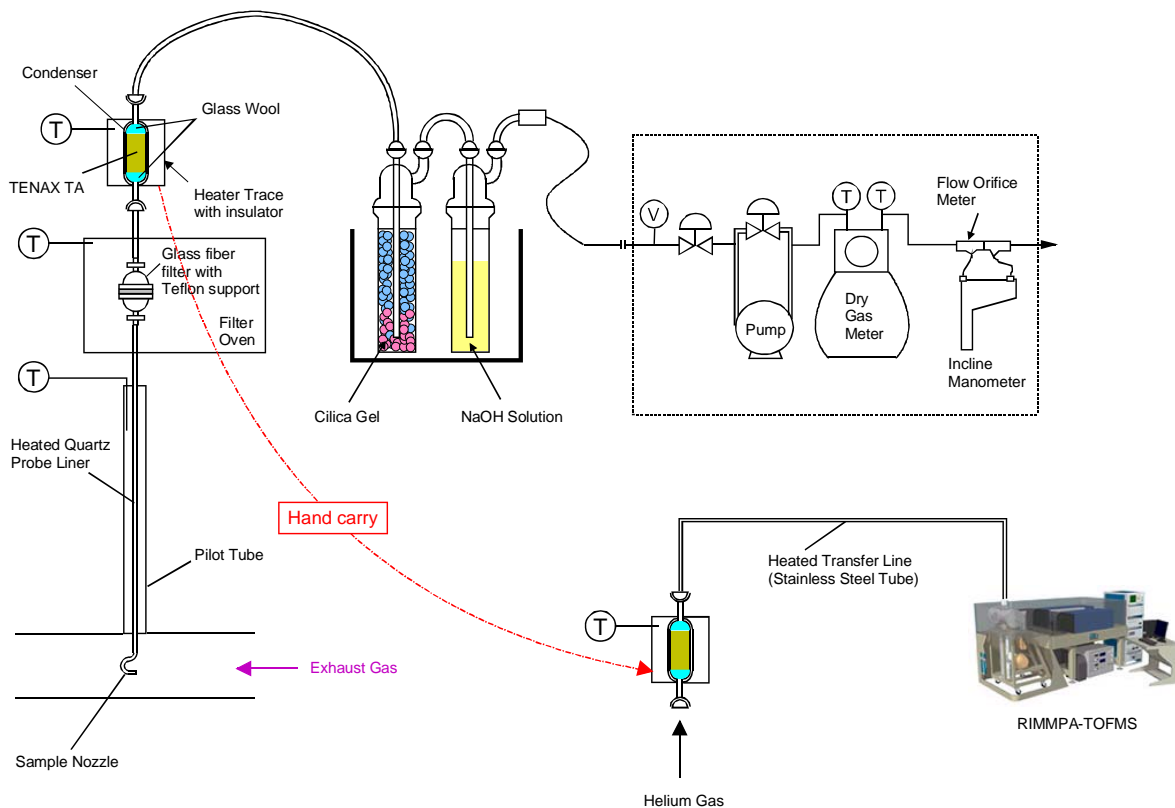 Condenser
Glass Wool
T
TENAX TA
Heater Trace
with insulator
T
Glass fiber
filter with
Teflon support
Filter
Oven
T
Heated Quartz
Probe Liner
Pilot Tube
Exhaust Gas
Sample Nozzle
Cilica Gel
NaOH Solution
V
T
T
Flow Orifice
Meter
Pump
Dry
Gas
Meter
Incline
Manometer
Hand carry
Heated Transfer Line
(Stainless Steel Tube)
T
RIMMPA-TOFMS
Helium Gas